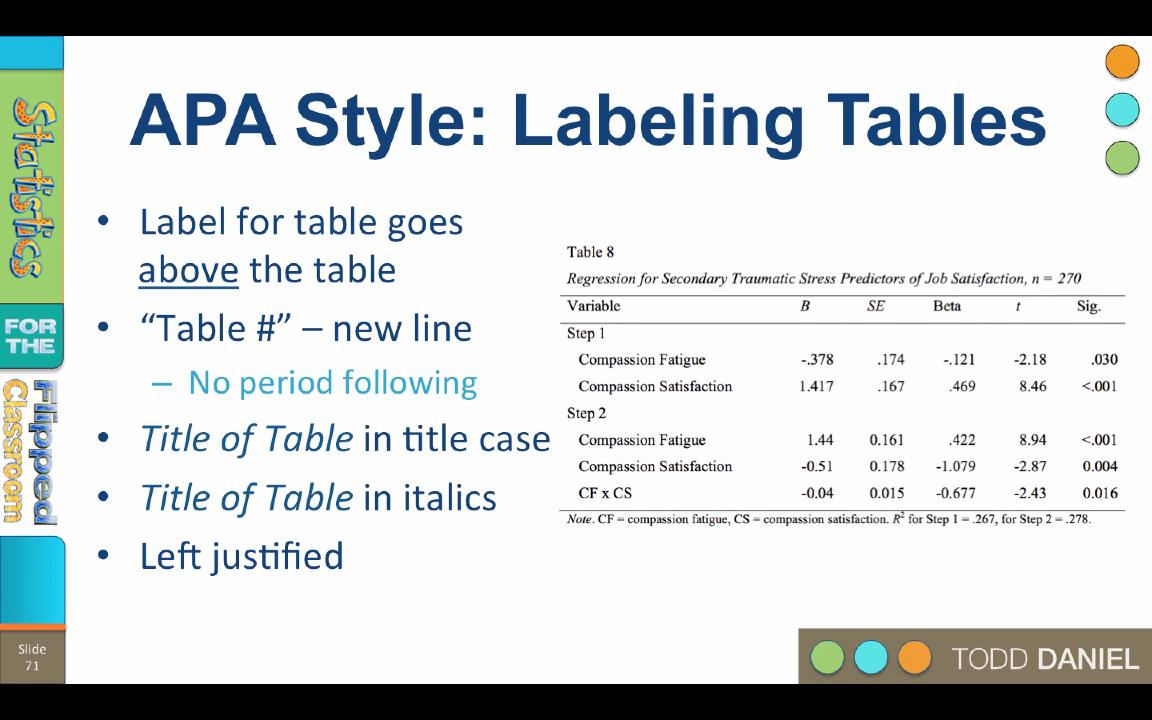 Statistics
FOR
THE
Flipped
Classroom
Slide
71
APA Style: Labeling Tables
• Label for table goes
above the table
• “Table #” – new line
– No period following
• Title of Table in title case
• Title of Table in italics
• Left justified
Table 8
Regression for Secondary Traumatic Stress Predictors of Job Satisfaction, n = 270
Variable B SE Beta t Sig.
Step 1
Compassion Fatigue -.378 .174 -.121 -2.18 .030
Compassion Satisfaction 1.417 .167 .469 8.46 <.001
Step 2
Compassion Fatigue 1.44 0.161 .422 8.94 <.001
Compassion Satisfaction -0.51 0.178 -1.079 -2.87 0.004
CF x CS -0.04 0.015 -0.677 -2.43 0.016
Note. CF = compassion fatigue, CS = compassion satisfaction. R² for Step 1 = .267, for Step 2 = .278.
TODD DANIEL